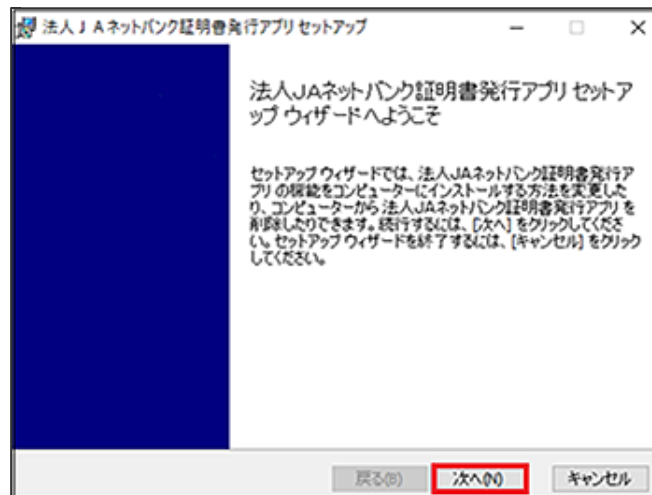 法人ＪＡネットバンク証明書発行アプリ セットアップ
法人JAネットバンク証明書発行アプリ セットア
ップ ウィザードへようこそ
セットアップ ウィザードでは、法人JAネットバンク証明書発行ア
プリ の機能をコンピューターにインストールする方法を変更した
り、コンピューターから 法人JAネットバンク証明書発行アプリ を
削除したりできます。続行するには、[次へ] をクリックしてくださ
い。セットアップ ウィザードを終了するには、[キャンセル] をクリック
してください。
戻る(B) 次へ(N) キャンセル